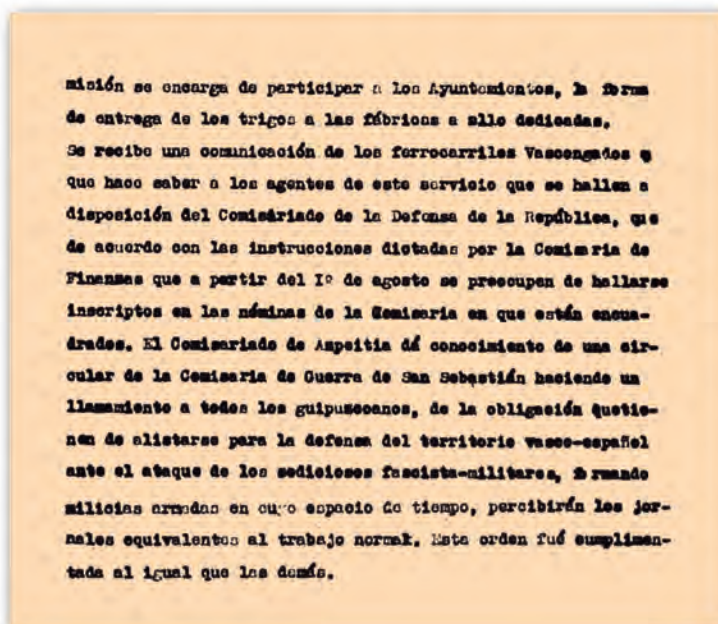 misión se encarga de participar a los Ayuntamientos, la forma
de entrega de los trigos a las fábricas a ello dedicadas.
Se recibe una comunicación de los ferrocarriles Vascongados
que hace saber a los agentes de este servicio que se hallen a
disposición del Comisariado de la Defensa de la República, que
de acuerdo con las instrucciones dictadas por la Comisaria de
Finanzas que a partir del Iº de agosto se preocupen de hallarse
inscriptos en las nóminas de la Comisaria en que están encua-
drados. El Comisariado de Azpeitia dá conocimiento de una cir-
cular de la Comisaria de Guerra de San Sebastián haciendo un
llamamiento a todos los guipuzcoanos, de la obligación quetie-
nen de alistarse para la defensa del territorio vasco-español
ante el ataque de los sediciosos fascista-militares, formando
milicias armadas en cuyo espacio de tiempo, percibirán los jor-
nales equivalentes al trabajo normal. Esta orden fué cumplimen-
tada al igual que las demás.